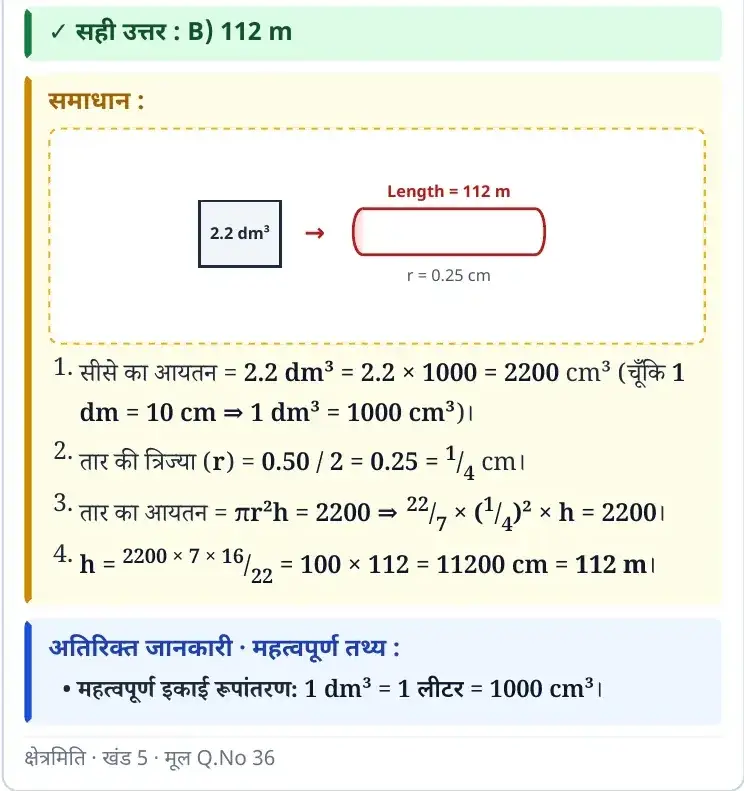 ✓ सही उत्तर : B) 112 m
समाधान :
Length = 112 m
2.2 dm³ →
r = 0.25 cm
1. सीसे का आयतन = 2.2 dm³ = 2.2 × 1000 = 2200 cm³ (चूँकि 1
dm = 10 cm ⇒ 1 dm³ = 1000 cm³)।
2. तार की त्रिज्या (r) = 0.50 / 2 = 0.25 = ¹/₄ cm।
3. तार का आयतन = πr²h = 2200 ⇒ ²²/₇ × (¹/₄)² × h = 2200।
4. h = 2200 × 7 × 16/22 = 100 × 112 = 11200 cm = 112 m।
अतिरिक्त जानकारी · महत्वपूर्ण तथ्य :
• महत्वपूर्ण इकाई रूपांतरण: 1 dm³ = 1 लीटर = 1000 cm³।
क्षेत्रमिति · खंड 5 · मूल Q.No 36